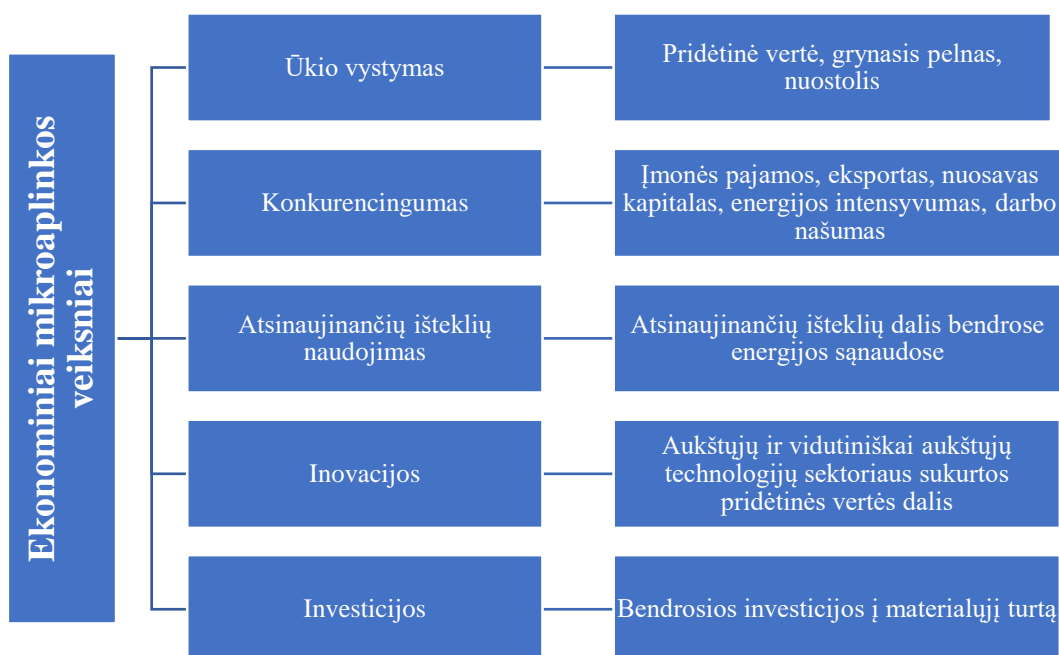 Ekonominiai mikroaplinkos
veiksniai
Ūkio vystymas
Pridėtinė vertė, grynasis pelnas,
nuostolis
Konkurencingumas
Įmonės pajamos, eksportas, nuosavas
kapitalas, energijos intensyvumas, darbo
našumas
Atsinaujinančių išteklių
naudojimas
Atsinaujinančių išteklių dalis bendrose
energijos sąnaudose
Inovacijos
Aukštųjų ir vidutiniškai aukštųjų
technologijų sektoriaus sukurtos
pridėtinės vertės dalis
Investicijos
Bendrosios investicijos į materialųjį turtą